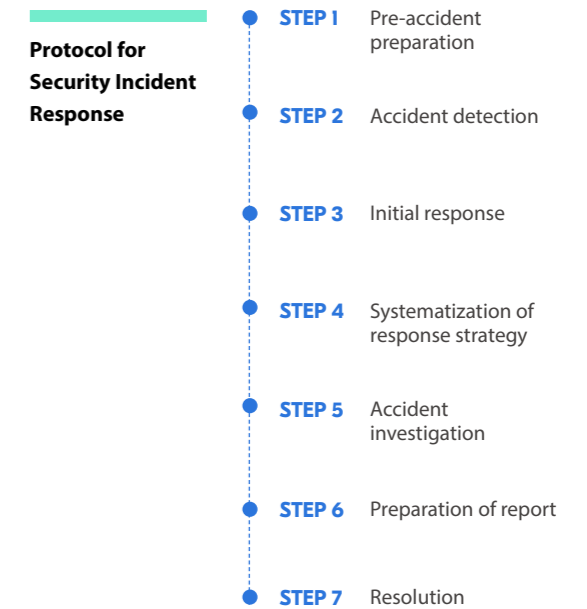 Protocol for
Security Incident
Response
STEP 1 Pre-accident
preparation
STEP 2 Accident detection
STEP 3 Initial response
STEP 4 Systematization of
response strategy
STEP 5 Accident
investigation
STEP 6 Preparation of report
STEP 7 Resolution